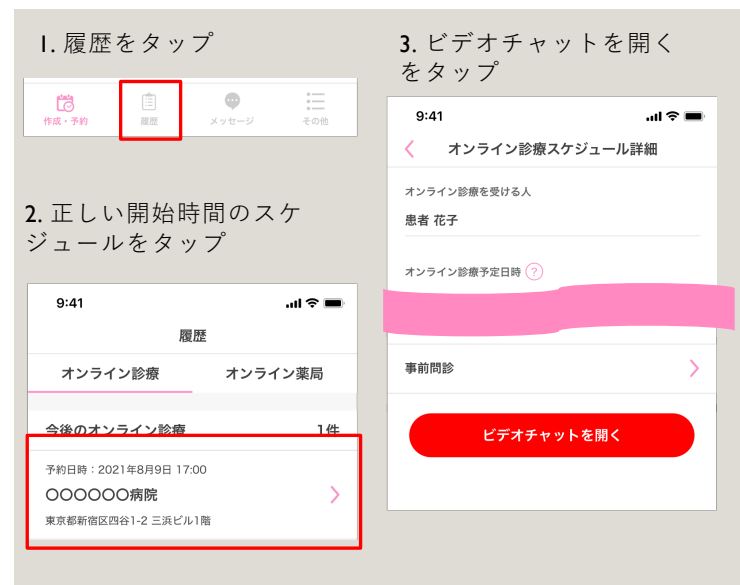 1. 履歴をタップ
作成・予約
履歴
メッセージ
その他
2. 正しい開始時間のスケ
ジュールをタップ
9:41
履歴
オンライン診療 オンライン薬局
今後のオンライン診療 1件
予約日時：2021年8月9日 17:00
〇〇〇〇〇〇病院
東京都新宿区四谷1-2 三浜ビル1階
3. ビデオチャットを開く
をタップ
9:41
オンライン診療スケジュール詳細
オンライン診療を受ける人
患者 花子
オンライン診療予定日時 ?
事前問診
ビデオチャットを開く